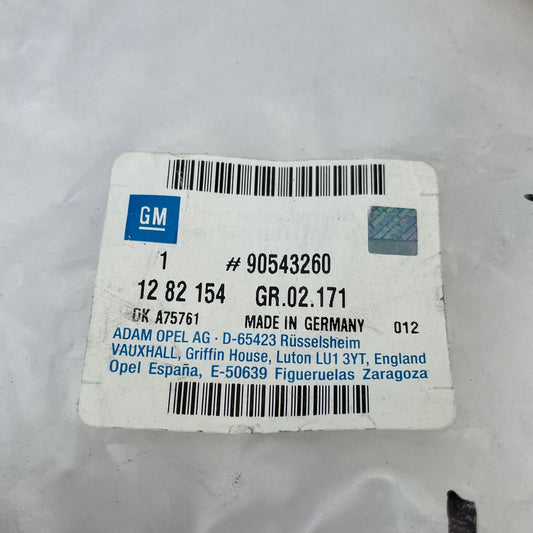 GM
1 # 90543260
12 82 154 GR.02.171
DK A75761 MADE IN GERMANY 012
ADAM OPEL AG · D-65423 Rüsselsheim
VAUXHALL, Griffin House, Luton LU1 3YT, England
Opel España, E-50639 Figueruelas Zaragoza